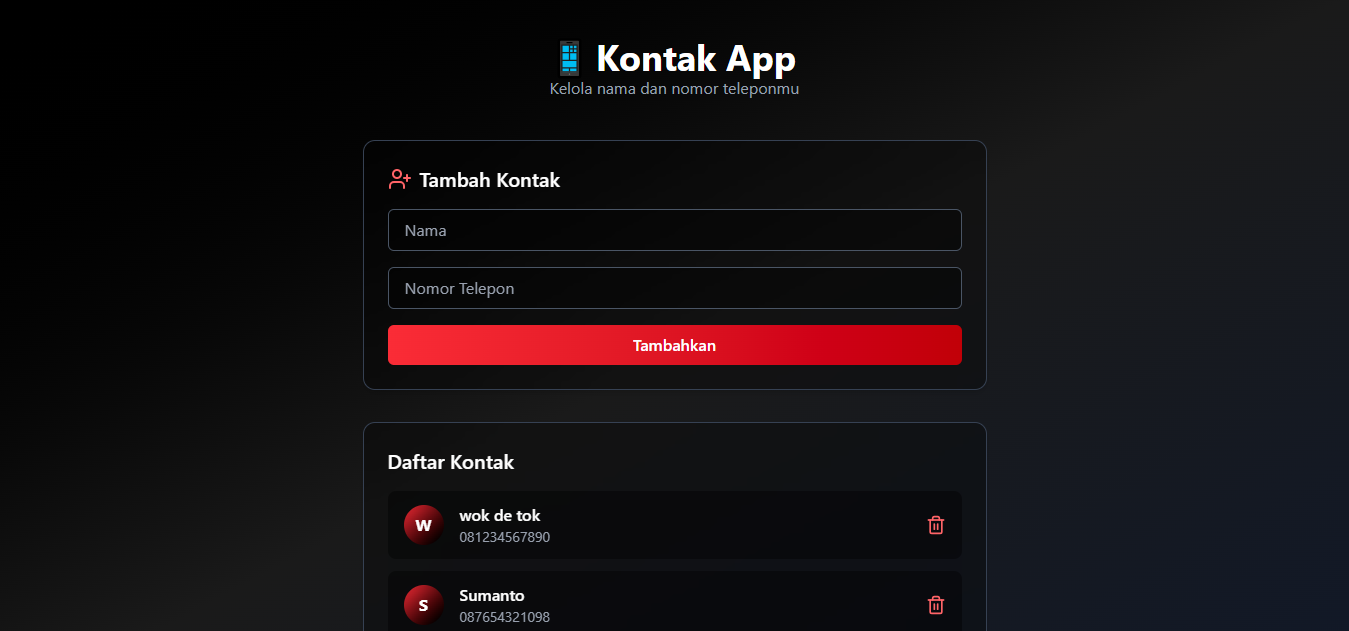 Kontak App
Kelola nama dan nomor teleponmu
Tambah Kontak
Nama
Nomor Telepon
Tambahkan
Daftar Kontak
W
wok de tok
081234567890
S
Sumanto
087654321098